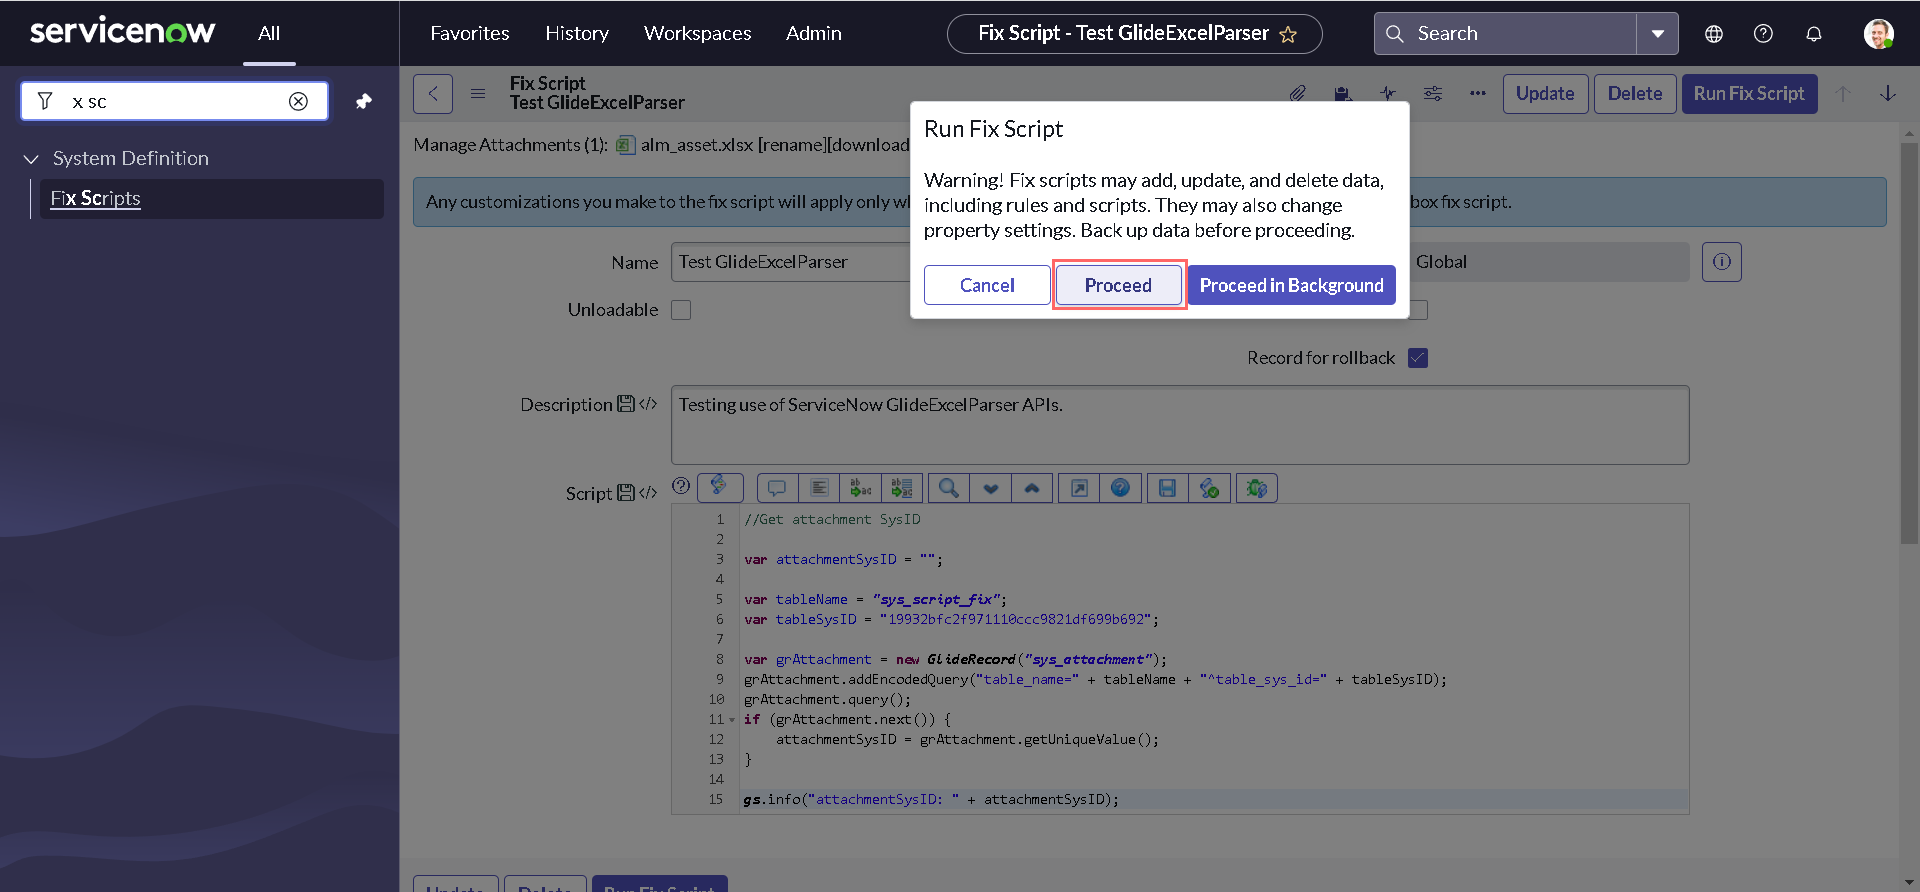 servicenow
All
Favorites
History
Workspaces
Admin
Fix Script - Test GlideExcelParser
Search
x sc
System Definition
Fix Scripts
Fix Script
Test GlideExcelParser
Update
Delete
Run Fix Script
Manage Attachments (1): alm_asset.xlsx [rename][download
Any customizations you make to the fix script will apply only w
box fix script.
Run Fix Script
Warning! Fix scripts may add, update, and delete data,
including rules and scripts. They may also change
property settings. Back up data before proceeding.
Cancel
Proceed
Proceed in Background
Name
Test GlideExcelParser
Global
Unloadable
Record for rollback
Description
Testing use of ServiceNow GlideExcelParser APIs.
Script
1 //Get attachment SysID
2
3 var attachmentSysID = "";
4
5 var tableName = "sys_script_fix";
6 var tableSysID = "19932bfc2f971110ccc9821df699b692";
7
8 var grAttachment = new GlideRecord("sys_attachment");
9 grAttachment.addEncodedQuery("table_name=" + tableName + "^table_sys_id=" + tableSysID);
10 grAttachment.query();
11 if (grAttachment.next()) {
12 attachmentSysID = grAttachment.getUniqueValue();
13 }
14
15 gs.info("attachmentSysID: " + attachmentSysID);
Update
Delete
Run Fix Script